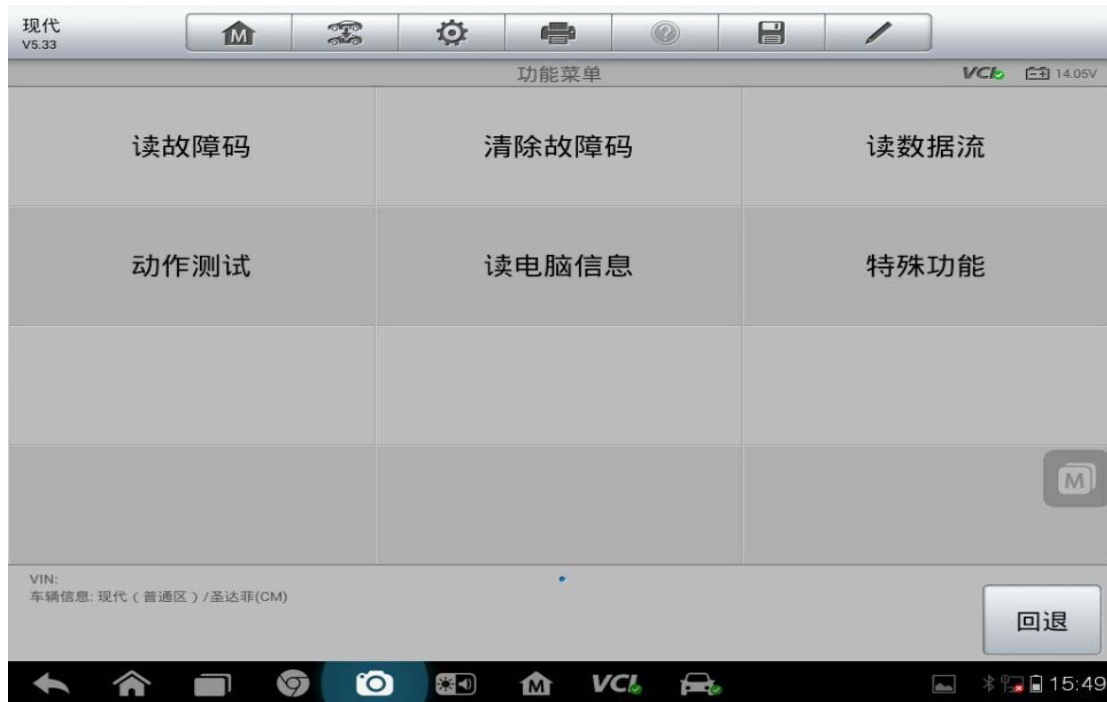 现代
V5.33
M
功能菜单
VCI 14.05V
读故障码 清除故障码 读数据流
动作测试 读电脑信息 特殊功能
M
VIN:
车辆信息: 现代（普通区）/圣达菲(CM)
回退
M VCI 15:49